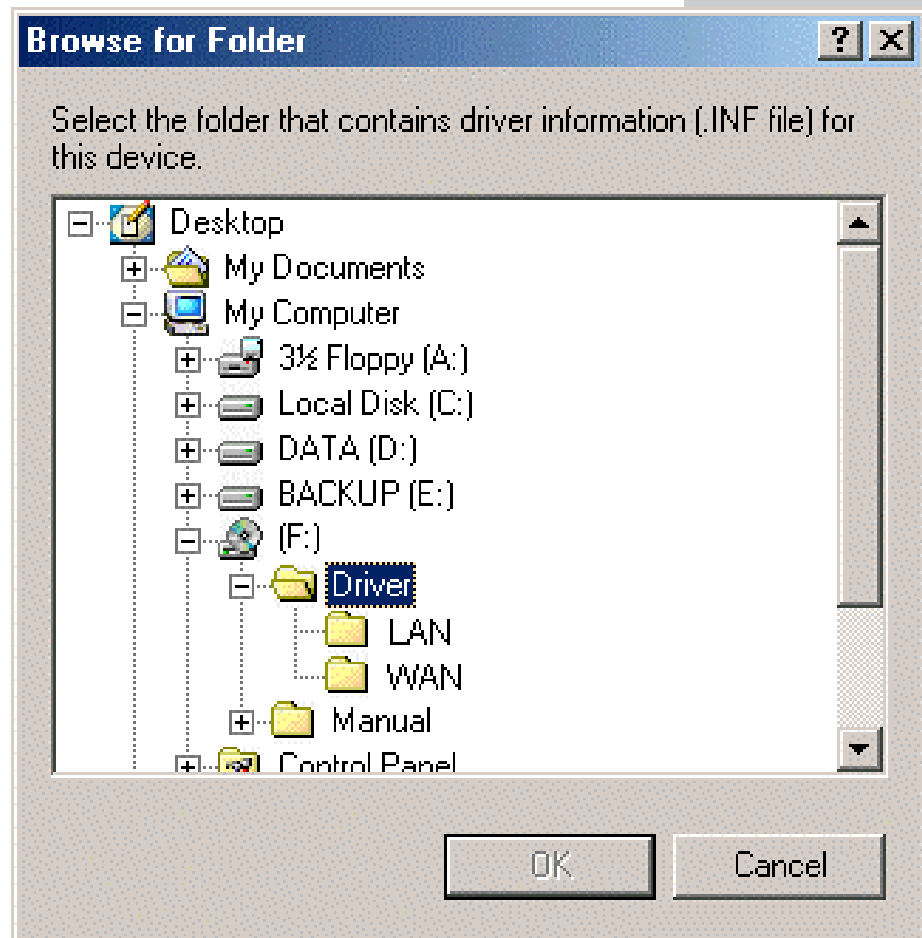 Browse for Folder
Select the folder that contains driver information (.INF file) for
this device.
Desktop
My Documents
My Computer
3½ Floppy (A:)
Local Disk (C:)
DATA (D:)
BACKUP (E:)
(F:)
Driver
LAN
WAN
Manual
Control Panel
OK
Cancel